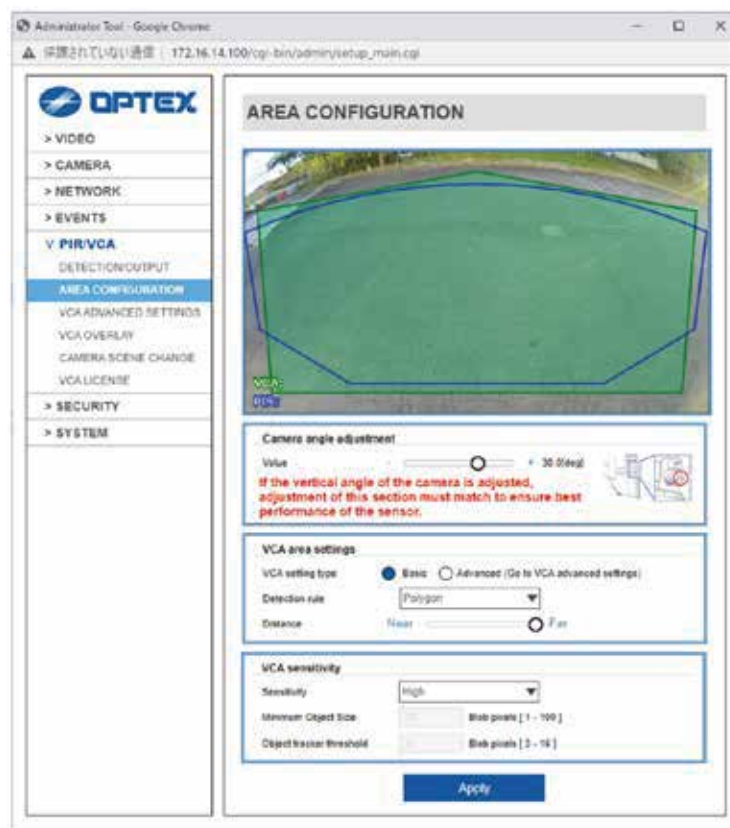 Administrator Tool - Google Chrome
保護されていない通信 | 172.16.14.100/cgi-bin/admin/setup_main.cgi
OPTEX
> VIDEO
> CAMERA
> NETWORK
> EVENTS
∨ PIR/VCA
DETECTION/OUTPUT
AREA CONFIGURATION
VCA ADVANCED SETTINGS
VCA OVERLAY
CAMERA SCENE CHANGE
VCA LICENSE
> SECURITY
> SYSTEM
AREA CONFIGURATION
VCA:
PIR:
Camera angle adjustment
Value - + 30.0(deg)
If the vertical angle of the camera is adjusted,
adjustment of this section must match to ensure best
performance of the sensor.
VCA area settings
VCA setting type Basic Advanced (Go to VCA advanced settings)
Detection rule Polygon
Distance Near Far
VCA sensitivity
Sensitivity High
Minimum Object Size Blob pixels [ 1 - 100 ]
Object tracker threshold Blob pixels [ 2 - 16 ]
Apply